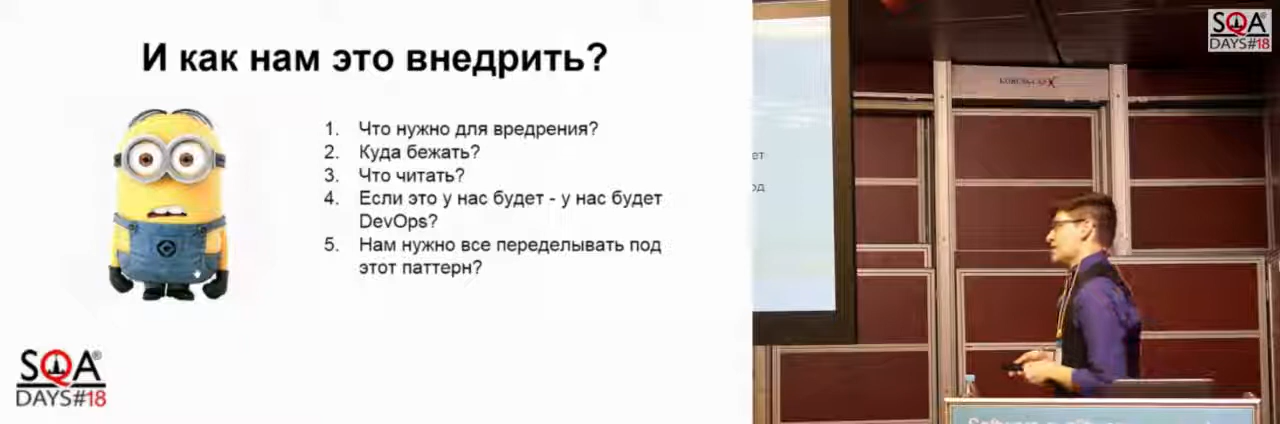 И как нам это внедрить?
1. Что нужно для вредрения?
2. Куда бежать?
3. Что читать?
4. Если это у нас будет - у нас будет
DevOps?
5. Нам нужно все переделывать под
этот паттерн?
SQA®
DAYS#18
SQA®
DAYS#18